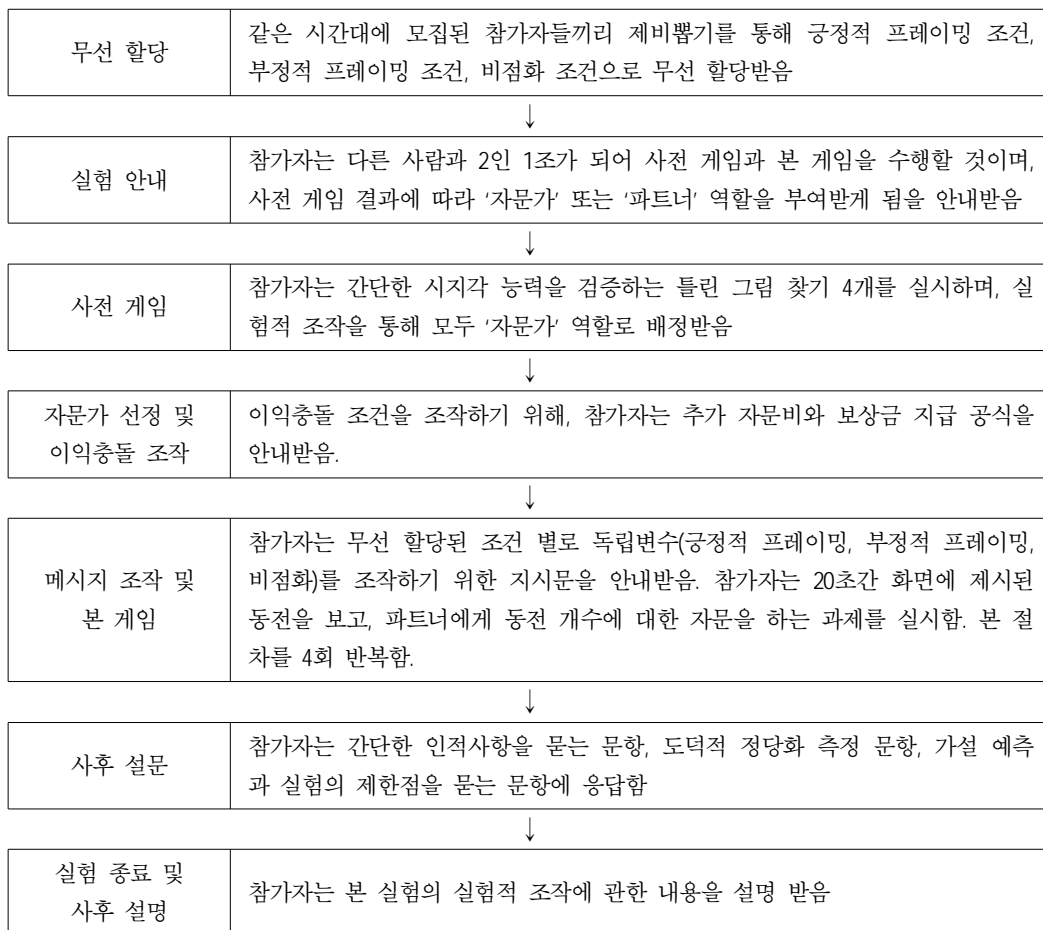 무선 할당
같은 시간대에 모집된 참가자들끼리 제비뽑기를 통해 긍정적 프레이밍 조건,
부정적 프레이밍 조건, 비점화 조건으로 무선 할당받음
↓
실험 안내
참가자는 다른 사람과 2인 1조가 되어 사전 게임과 본 게임을 수행할 것이며,
사전 게임 결과에 따라 ‘자문가’ 또는 ‘파트너’ 역할을 부여받게 됨을 안내받음
↓
사전 게임
참가자는 간단한 시지각 능력을 검증하는 틀린 그림 찾기 4개를 실시하며, 실
험적 조작을 통해 모두 ‘자문가’ 역할로 배정받음
↓
자문가 선정 및
이익충돌 조작
이익충돌 조건을 조작하기 위해, 참가자는 추가 자문비와 보상금 지급 공식을
안내받음.
↓
메시지 조작 및
본 게임
참가자는 무선 할당된 조건 별로 독립변수(긍정적 프레이밍, 부정적 프레이밍,
비점화)를 조작하기 위한 지시문을 안내받음. 참가자는 20초간 화면에 제시된
동전을 보고, 파트너에게 동전 개수에 대한 자문을 하는 과제를 실시함. 본 절
차를 4회 반복함.
↓
사후 설문
참가자는 간단한 인적사항을 묻는 문항, 도덕적 정당화 측정 문항, 가설 예측
과 실험의 제한점을 묻는 문항에 응답함
↓
실험 종료 및
사후 설명
참가자는 본 실험의 실험적 조작에 관한 내용을 설명 받음